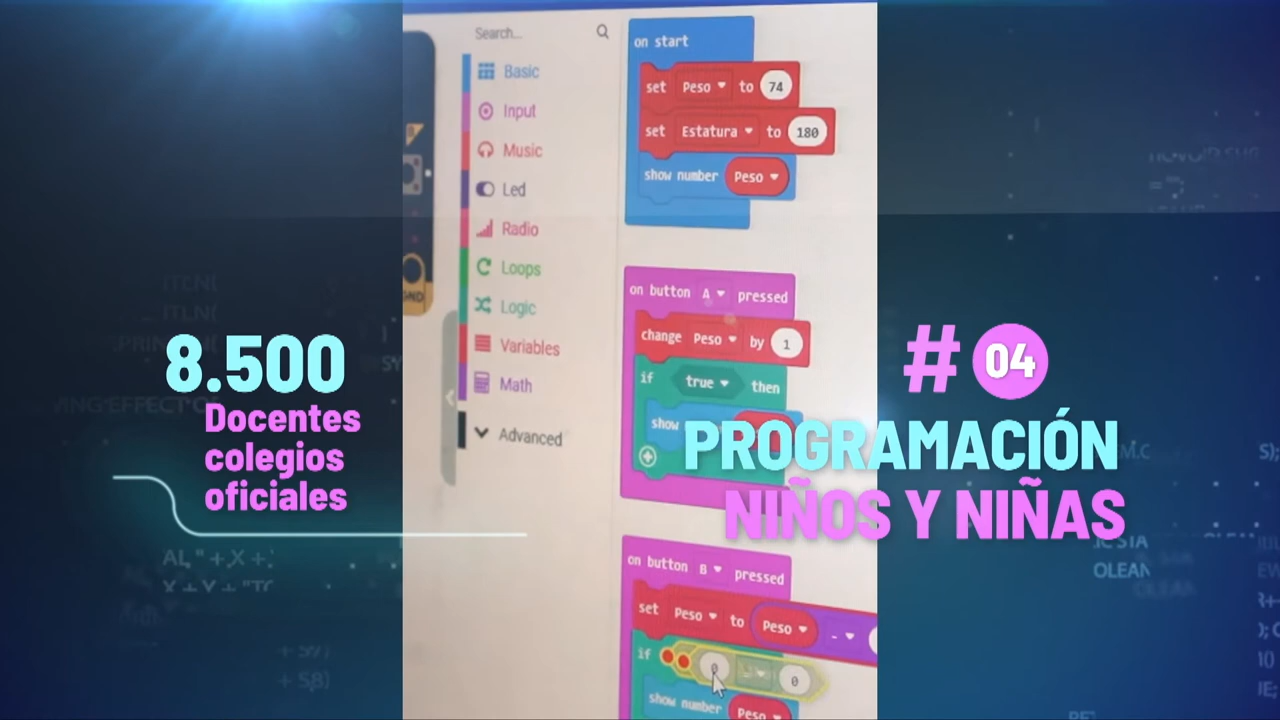 Search...
Basic
Input
Music
Led
Radio
Loops
Logic
Variables
Math
Advanced
on start
set Peso to 74
set Estatura to 180
show number Peso
on button A pressed
change Peso by 1
if true then
show
on button B pressed
set Peso to Peso -
if 0 0
show number Peso
8.500
Docentes
colegios
oficiales
#04
PROGRAMACIÓN
NIÑOS Y NIÑAS
AL " + X +
OLEAN